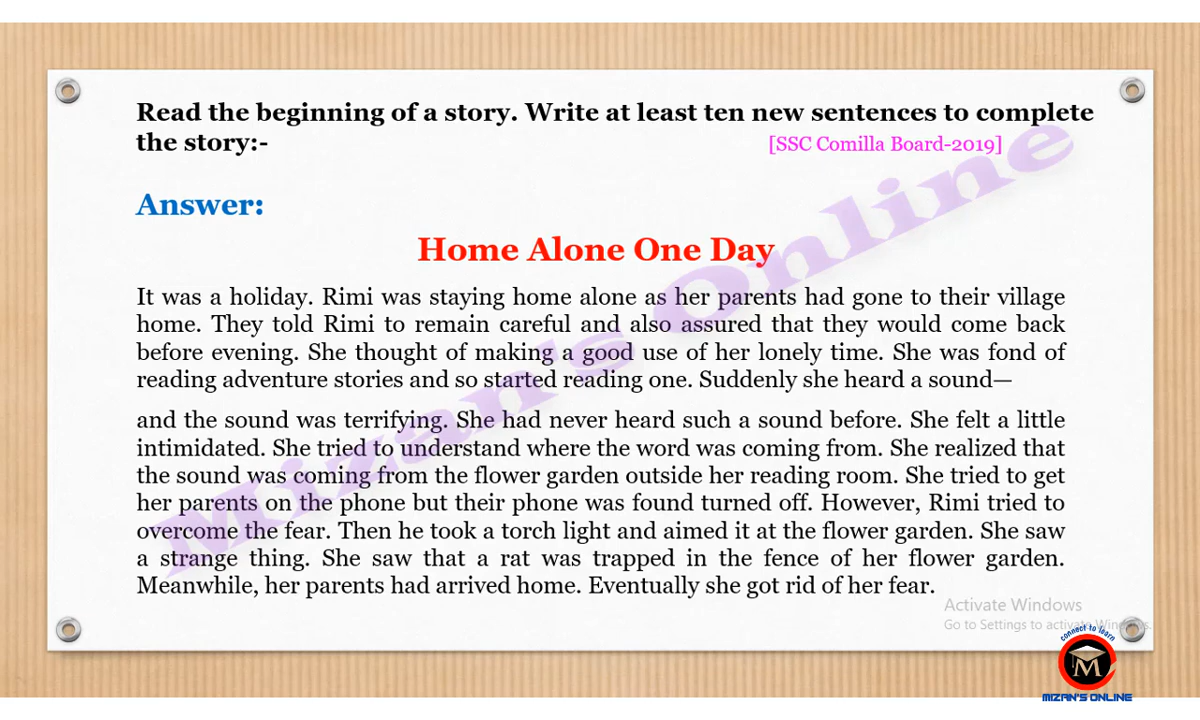 Read the beginning of a story. Write at least ten new sentences to complete
the story:- [SSC Comilla Board-2019]
Answer:
Home Alone One Day
It was a holiday. Rimi was staying home alone as her parents had gone to their village
home. They told Rimi to remain careful and also assured that they would come back
before evening. She thought of making a good use of her lonely time. She was fond of
reading adventure stories and so started reading one. Suddenly she heard a sound—
and the sound was terrifying. She had never heard such a sound before. She felt a little
intimidated. She tried to understand where the word was coming from. She realized that
the sound was coming from the flower garden outside her reading room. She tried to get
her parents on the phone but their phone was found turned off. However, Rimi tried to
overcome the fear. Then he took a torch light and aimed it at the flower garden. She saw
a strange thing. She saw that a rat was trapped in the fence of her flower garden.
Meanwhile, her parents had arrived home. Eventually she got rid of her fear.
Mizan's Online
Activate Windows
Go to Settings to activate Windows.
connect to learn
M
MIZAN'S ONLINE